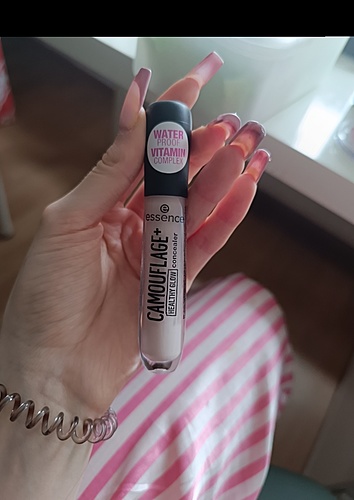 WATER
PROOF
VITAMIN
COMPLEX
essence
CAMOUFLAGE+
HEALTHY GLOW
concealer